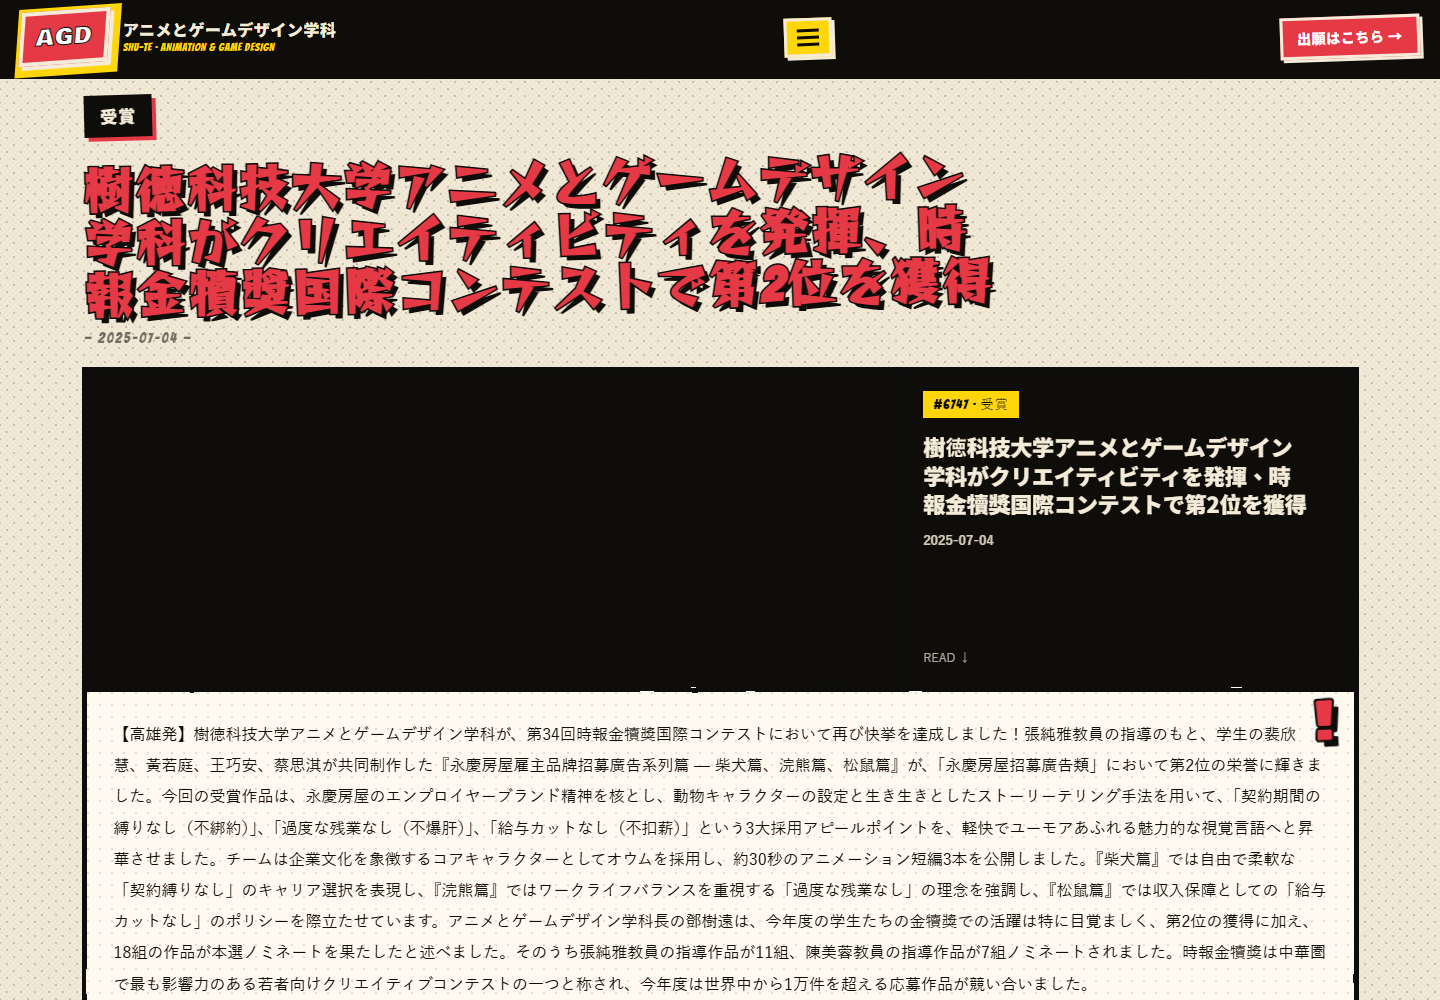 AGD
アニメとゲームデザイン学科
SHU-TE · ANIMATION & GAME DESIGN
出願はこちら →
受賞
樹徳科技大学アニメとゲームデザイン
学科がクリエイティビティを発揮、時
報金犢獎国際コンテストで第2位を獲得
— 2025-07-04 —
#6747 · 受賞
樹徳科技大学アニメとゲームデザイン
学科がクリエイティビティを発揮、時
報金犢獎国際コンテストで第2位を獲得
2025-07-04
READ ↓
!
【高雄発】樹徳科技大学アニメとゲームデザイン学科が、第34回時報金犢獎国際コンテストにおいて再び快挙を達成しました！張純雅教員の指導のもと、学生の裴欣
慧、黃若庭、王巧安、蔡思淇が共同制作した『永慶房屋雇主品牌招募廣告系列篇 — 柴犬篇、浣熊篇、松鼠篇』が、「永慶房屋招募廣告類」において第2位の栄誉に輝きま
した。今回の受賞作品は、永慶房屋のエンプロイヤーブランド精神を核とし、動物キャラクターの設定と生き生きとしたストーリーテリング手法を用いて、「契約期間の
縛りなし（不綁約）」、「過度な残業なし（不爆肝）」、「給与カットなし（不扣薪）」という3大採用アピールポイントを、軽快でユーモアあふれる魅力的な視覚言語へと昇
華させました。チームは企業文化を象徴するコアキャラクターとしてオウムを採用し、約30秒のアニメーション短編3本を公開しました。『柴犬篇』では自由で柔軟な
「契約縛りなし」のキャリア選択を表現し、『浣熊篇』ではワークライフバランスを重視する「過度な残業なし」の理念を強調し、『松鼠篇』では収入保障としての「給与
カットなし」のポリシーを際立たせています。アニメとゲームデザイン学科長の鄧樹遠は、今年度の学生たちの金犢獎での活躍は特に目覚ましく、第2位の獲得に加え、
18組の作品が本選ノミネートを果たしたと述べました。そのうち張純雅教員の指導作品が11組、陳美蓉教員の指導作品が7組ノミネートされました。時報金犢獎は中華圏
で最も影響力のある若者向けクリエイティブコンテストの一つと称され、今年度は世界中から1万件を超える応募作品が競い合いました。